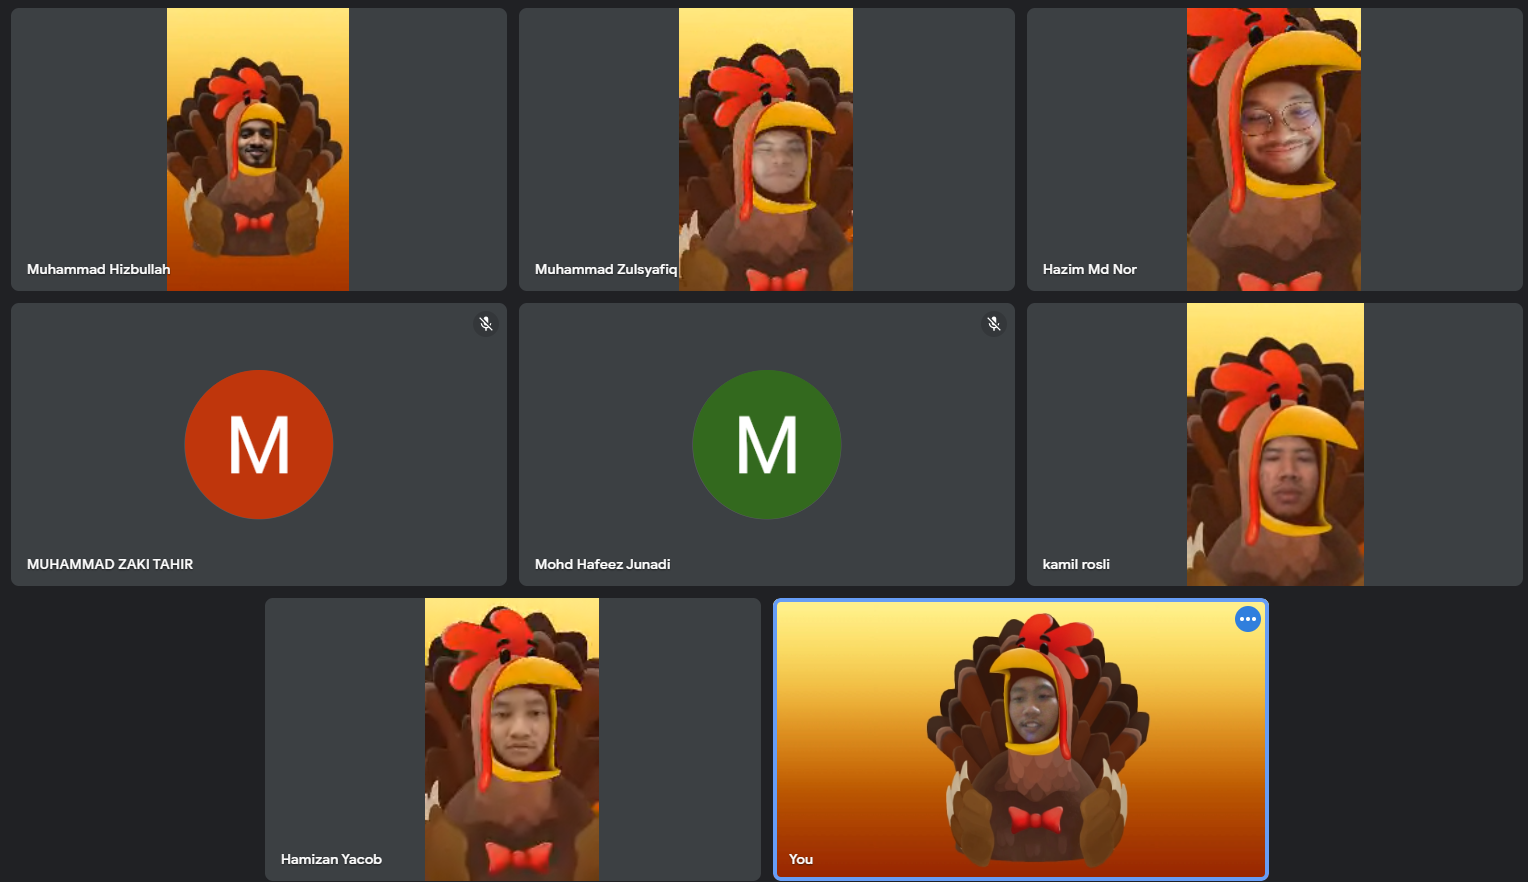 Muhammad Hizbullah
Muhammad Zulsyafiq
Hazim Md Nor
M
MUHAMMAD ZAKI TAHIR
M
Mohd Hafeez Junadi
kamil rosli
Hamizan Yacob
You